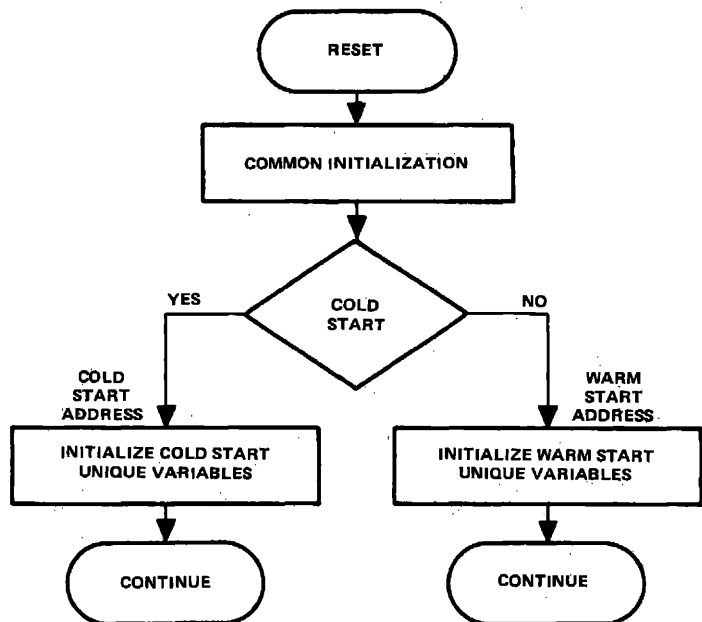 RESET
COMMON INITIALIZATION
COLD
START
YES
NO
COLD
START
ADDRESS
WARM
START
ADDRESS
INITIALIZE COLD START
UNIQUE VARIABLES
INITIALIZE WARM START
UNIQUE VARIABLES
CONTINUE
CONTINUE